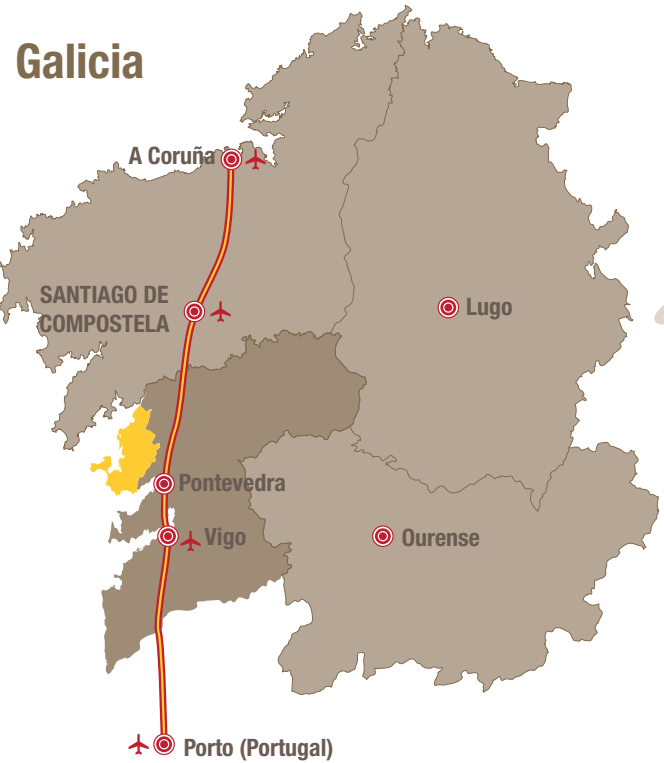 Galicia
A Coruña
SANTIAGO DE
COMPOSTELA
Lugo
Pontevedra
Vigo
Ourense
Porto (Portugal)